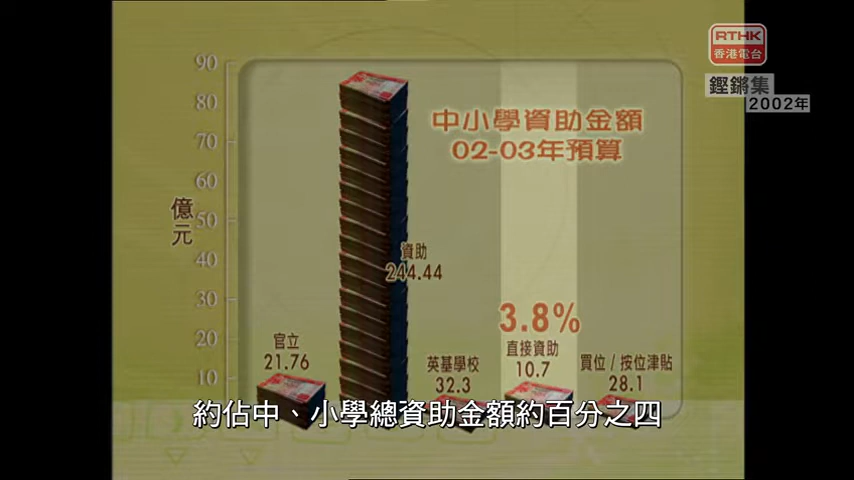 RTHK
香港電台
鏗鏘集
2002年
中小學資助金額
02-03年預算
億元
90
80
70
60
50
40
30
20
10
官立
21.76
資助
244.44
英基學校
32.3
3.8%
直接資助
10.7
買位/按位津貼
28.1
約佔中、小學總資助金額約百分之四